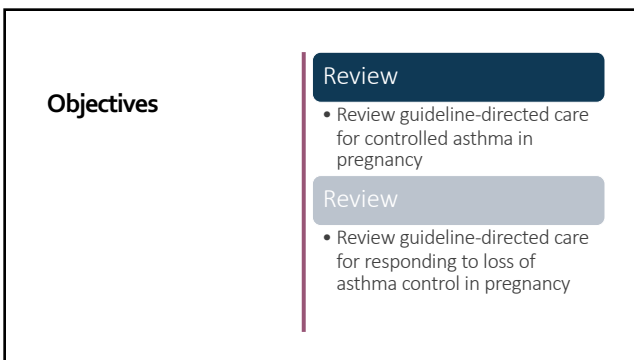 Objectives
Review
• Review guideline-directed care
for controlled asthma in
pregnancy
Review
• Review guideline-directed care
for responding to loss of
asthma control in pregnancy